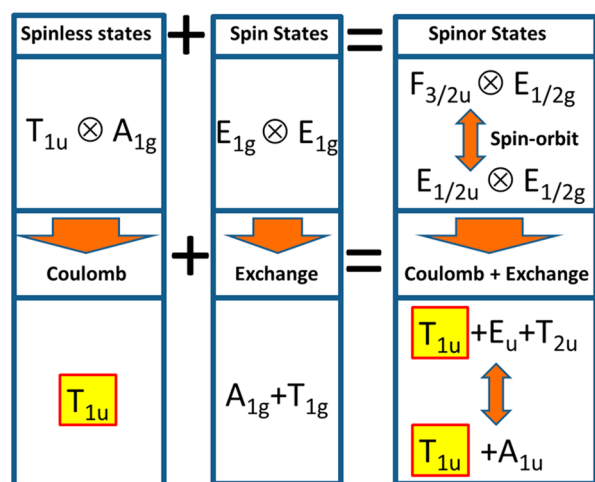 Spinless states + Spin States = Spinor States
T₁ᵤ ⊗ A₁g
E₁g ⊗ E₁g
F₃/₂ᵤ ⊗ E₁/₂g
Spin-orbit
E₁/₂ᵤ ⊗ E₁/₂g
Coulomb + Exchange = Coulomb + Exchange
T₁ᵤ
A₁g+T₁g
T₁ᵤ +Eᵤ+T₂ᵤ
T₁ᵤ +A₁ᵤ